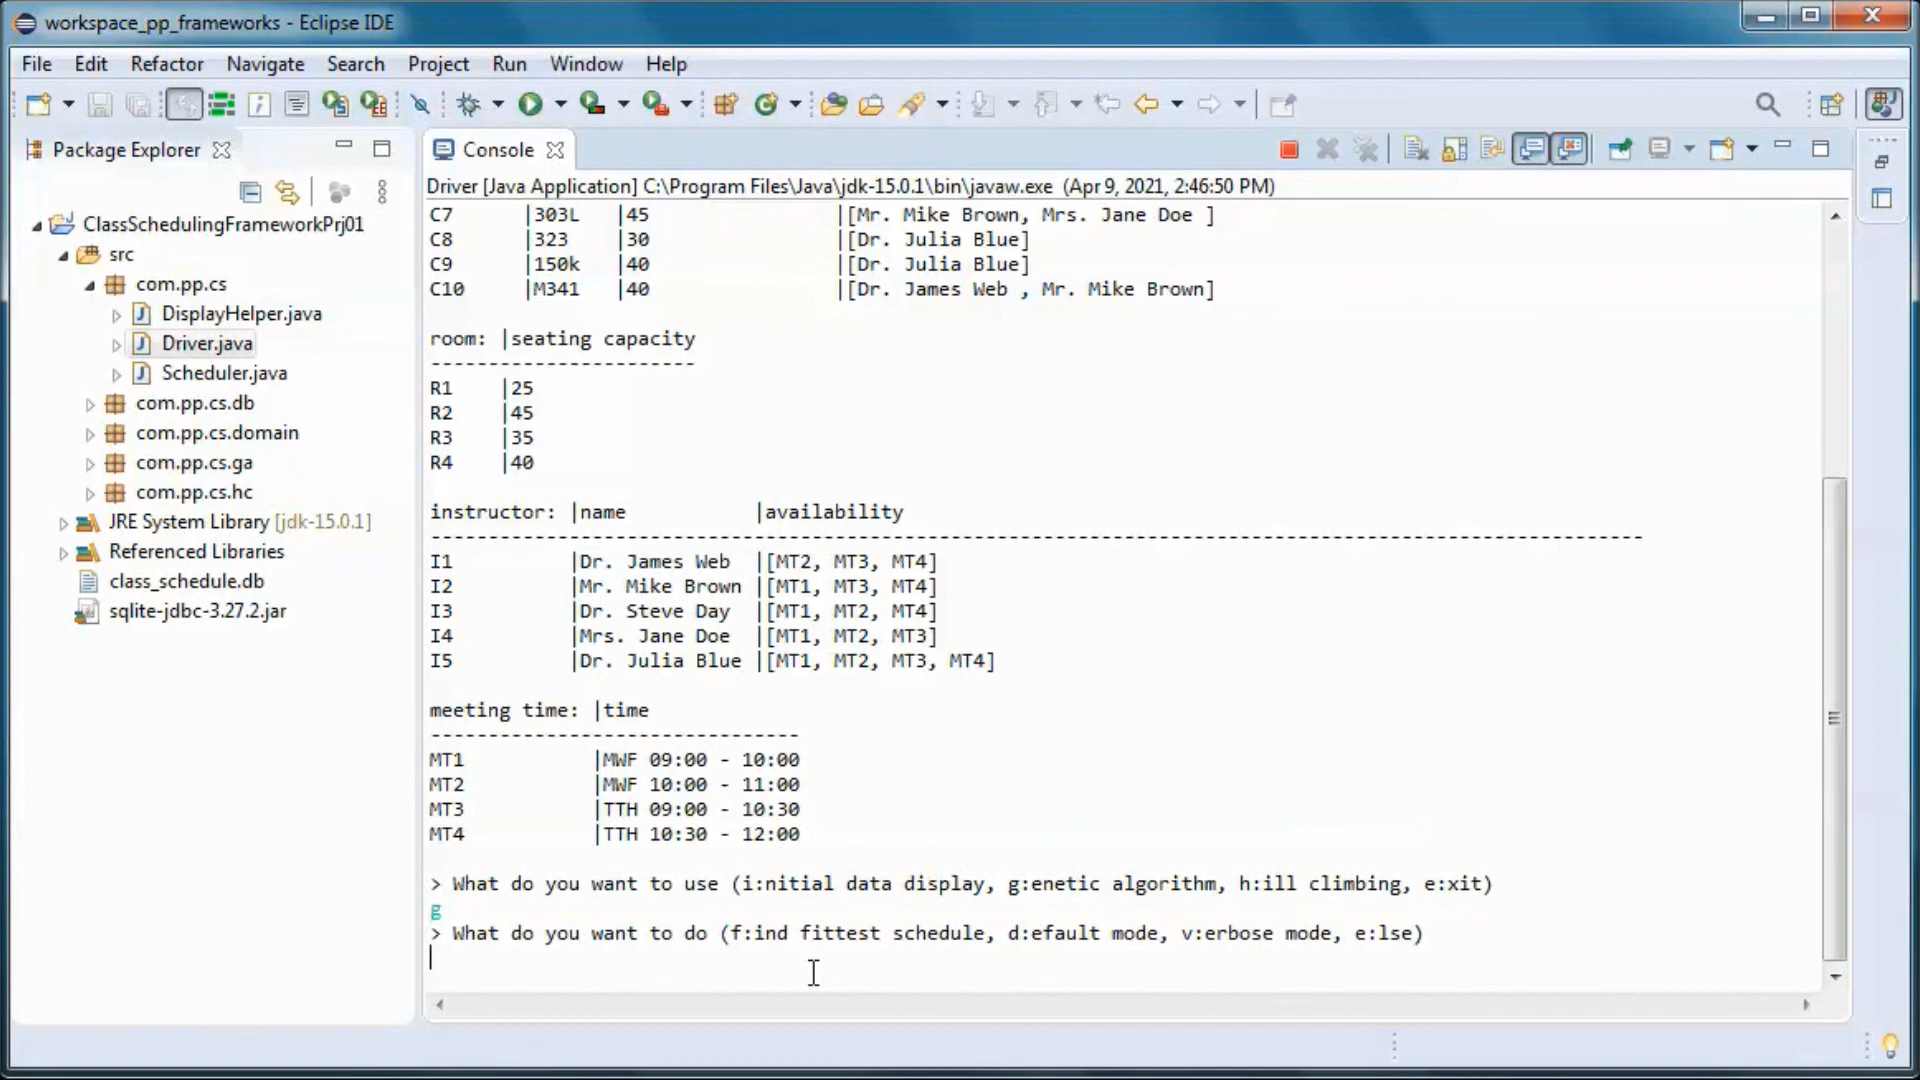 workspace_pp_frameworks - Eclipse IDE
File Edit Refactor Navigate Search Project Run Window Help
Package Explorer
ClassSchedulingFrameworkPrj01
src
com.pp.cs
DisplayHelper.java
Driver.java
Scheduler.java
com.pp.cs.db
com.pp.cs.domain
com.pp.cs.ga
com.pp.cs.hc
JRE System Library [jdk-15.0.1]
Referenced Libraries
class_schedule.db
sqlite-jdbc-3.27.2.jar
Console
Driver [Java Application] C:\Program Files\Java\jdk-15.0.1\bin\javaw.exe (Apr 9, 2021, 2:46:50 PM)
C7 |303L |45 |[Mr. Mike Brown, Mrs. Jane Doe ]
C8 |323 |30 |[Dr. Julia Blue]
C9 |150k |40 |[Dr. Julia Blue]
C10 |M341 |40 |[Dr. James Web , Mr. Mike Brown]
room: |seating capacity
-----------------------
R1 |25
R2 |45
R3 |35
R4 |40
instructor: |name |availability
--------------------------------------------------------------------------------------------------------
I1 |Dr. James Web |[MT2, MT3, MT4]
I2 |Mr. Mike Brown |[MT1, MT3, MT4]
I3 |Dr. Steve Day |[MT1, MT2, MT4]
I4 |Mrs. Jane Doe |[MT1, MT2, MT3]
I5 |Dr. Julia Blue |[MT1, MT2, MT3, MT4]
meeting time: |time
--------------------------------
MT1 |MWF 09:00 - 10:00
MT2 |MWF 10:00 - 11:00
MT3 |TTH 09:00 - 10:30
MT4 |TTH 10:30 - 12:00
> What do you want to use (i:nitial data display, g:enetic algorithm, h:ill climbing, e:xit)
g
> What do you want to do (f:ind fittest schedule, d:efault mode, v:erbose mode, e:lse)